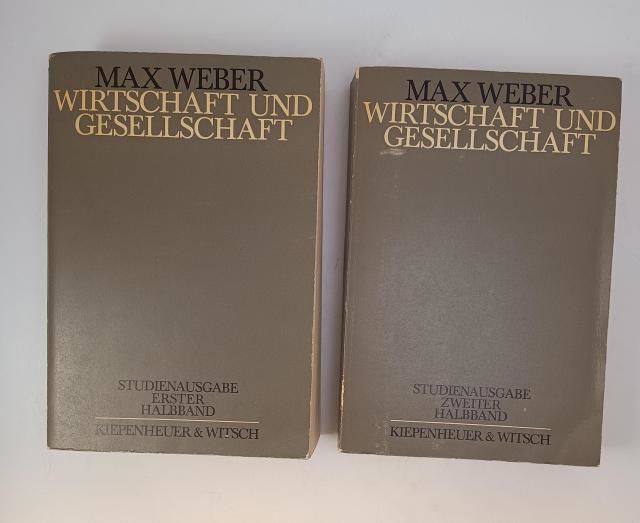 MAX WEBER
WIRTSCHAFT UND
GESELLSCHAFT
STUDIENAUSGABE
ERSTER
HALBBAND
KIEPENHEUER & WITSCH
MAX WEBER
WIRTSCHAFT UND
GESELLSCHAFT
STUDIENAUSGABE
ZWEITER
HALBBAND
KIEPENHEUER & WITSCH